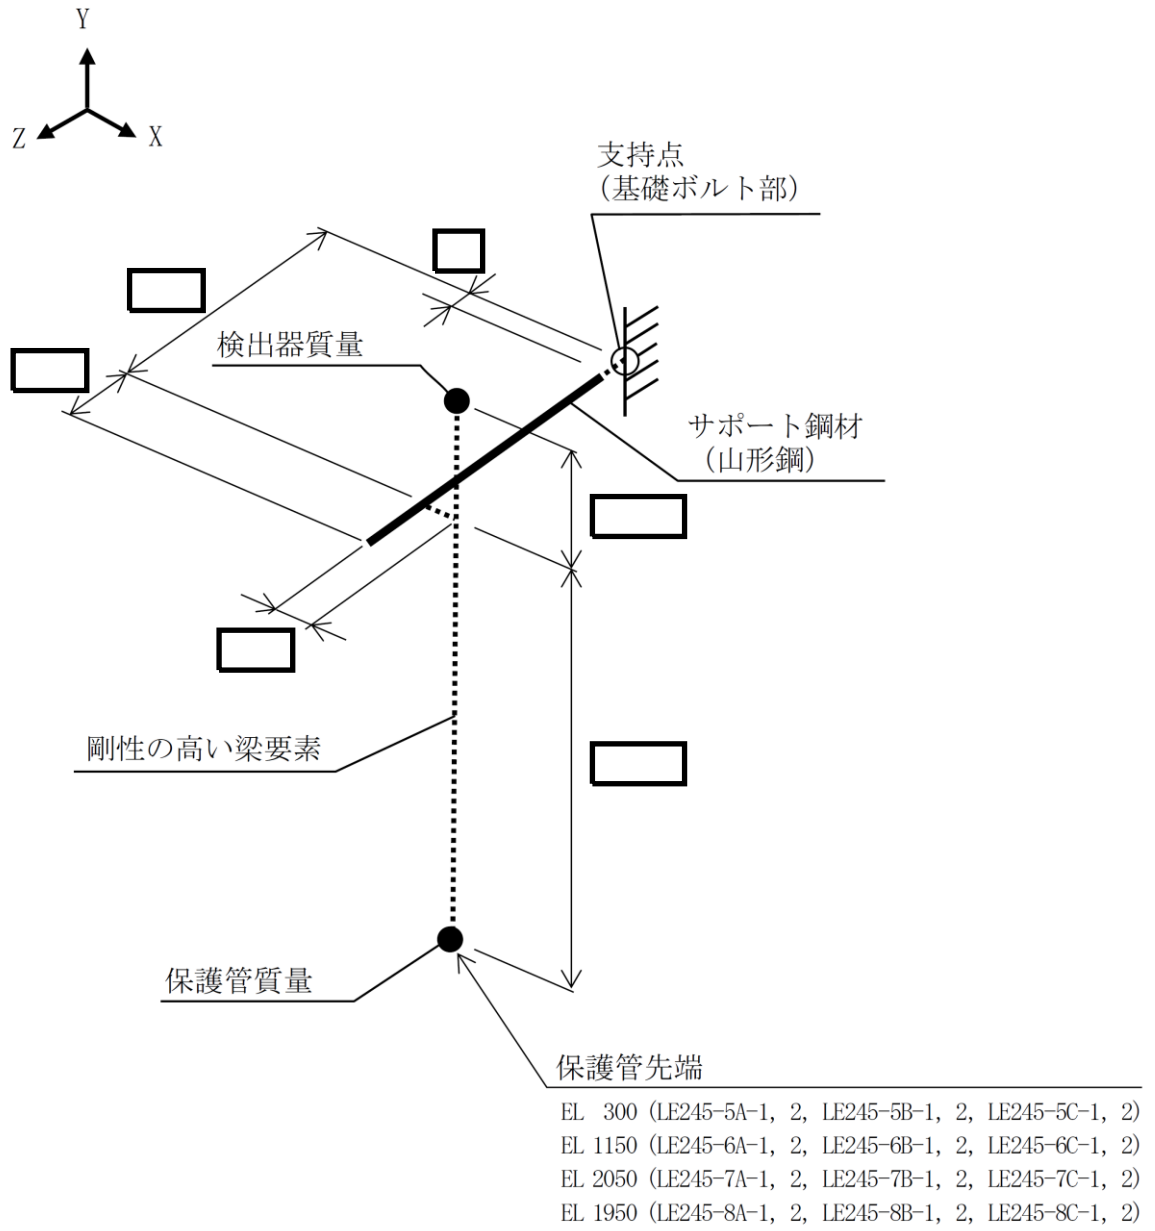 Y
Z
X
支持点
(基礎ボルト部)
検出器質量
サポート鋼材
(山形鋼)
剛性の高い梁要素
保護管質量
保護管先端
EL 300 (LE245-5A-1, 2, LE245-5B-1, 2, LE245-5C-1, 2)
EL 1150 (LE245-6A-1, 2, LE245-6B-1, 2, LE245-6C-1, 2)
EL 2050 (LE245-7A-1, 2, LE245-7B-1, 2, LE245-7C-1, 2)
EL 1950 (LE245-8A-1, 2, LE245-8B-1, 2, LE245-8C-1, 2)